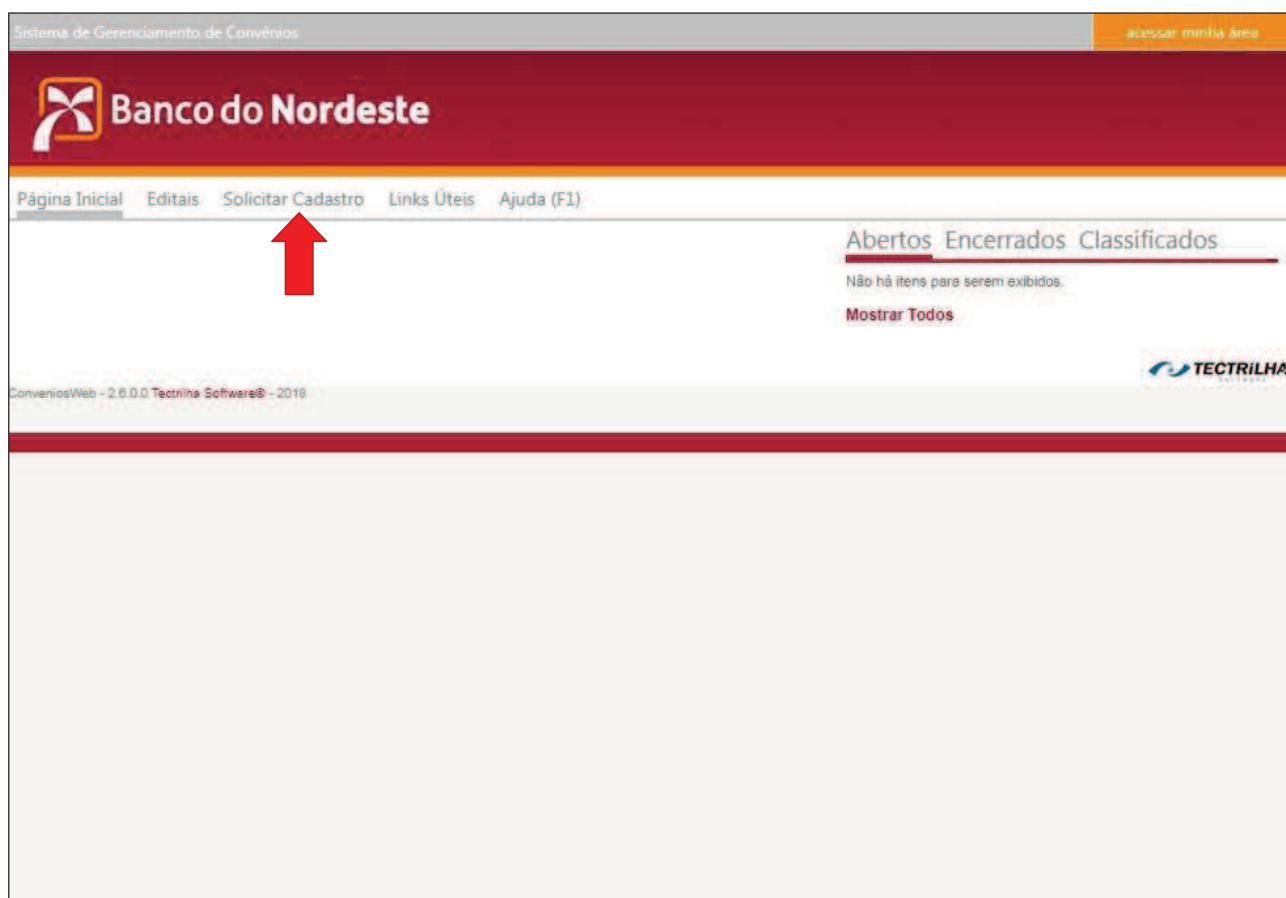 Sistema de Gerenciamento de Convênios
acessar minha área
Banco do Nordeste
Página Inicial Editais Solicitar Cadastro Links Úteis Ajuda (F1)
Abertos Encerrados Classificados
Não há itens para serem exibidos.
Mostrar Todos
TECTRiLHA
ConveniosWeb - 2.6.0.0 Tectrilha Software® - 2018